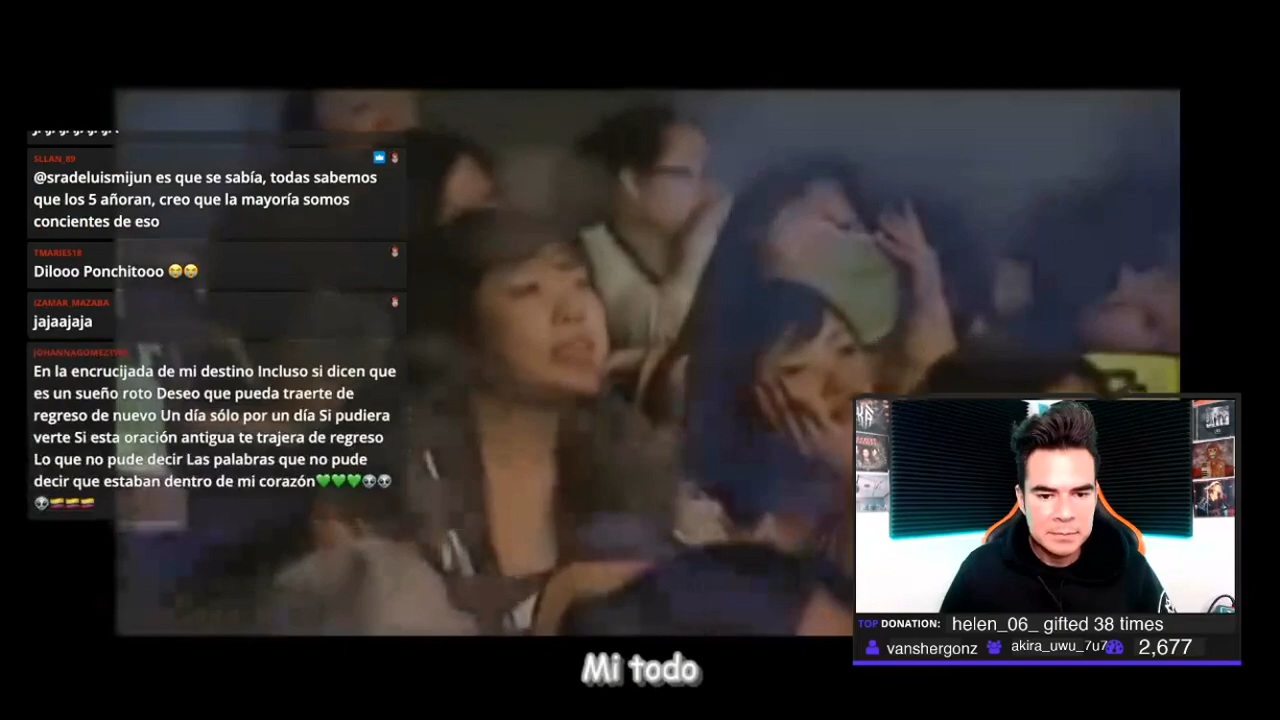 SLLAN_89
@sradeluismijun es que se sabía, todas sabemos
que los 5 añoran, creo que la mayoría somos
concientes de eso
TMARIES18
Dilooo Ponchitooo 😭😭
IZAMAR_MAZABA
jajaajaja
En la encrucijada de mi destino Incluso si dicen que
es un sueño roto Deseo que pueda traerte de
regreso de nuevo Un día sólo por un día Si pudiera
verte Si esta oración antigua te trajera de regreso
Lo que no pude decir Las palabras que no pude
decir que estaban dentro de mi corazón💚💚💚👽👽
👽🇨🇴🇨🇴🇨🇴
TOP DONATION: helen_06_ gifted 38 times
vanshergonz akira_uwu_7u7 2,677
Mi todo